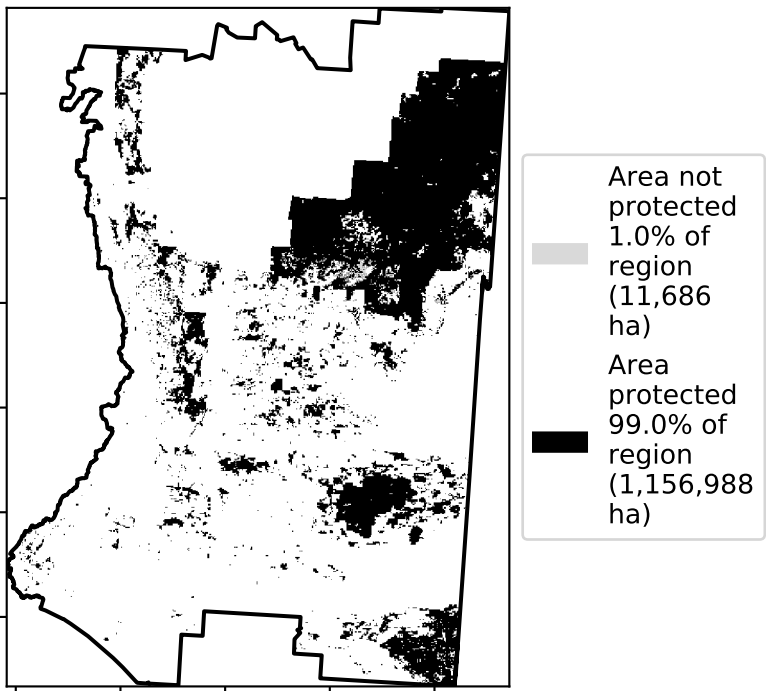 Area not
protected
1.0% of
region
(11,686
ha)
Area
protected
99.0% of
region
(1,156,988
ha)